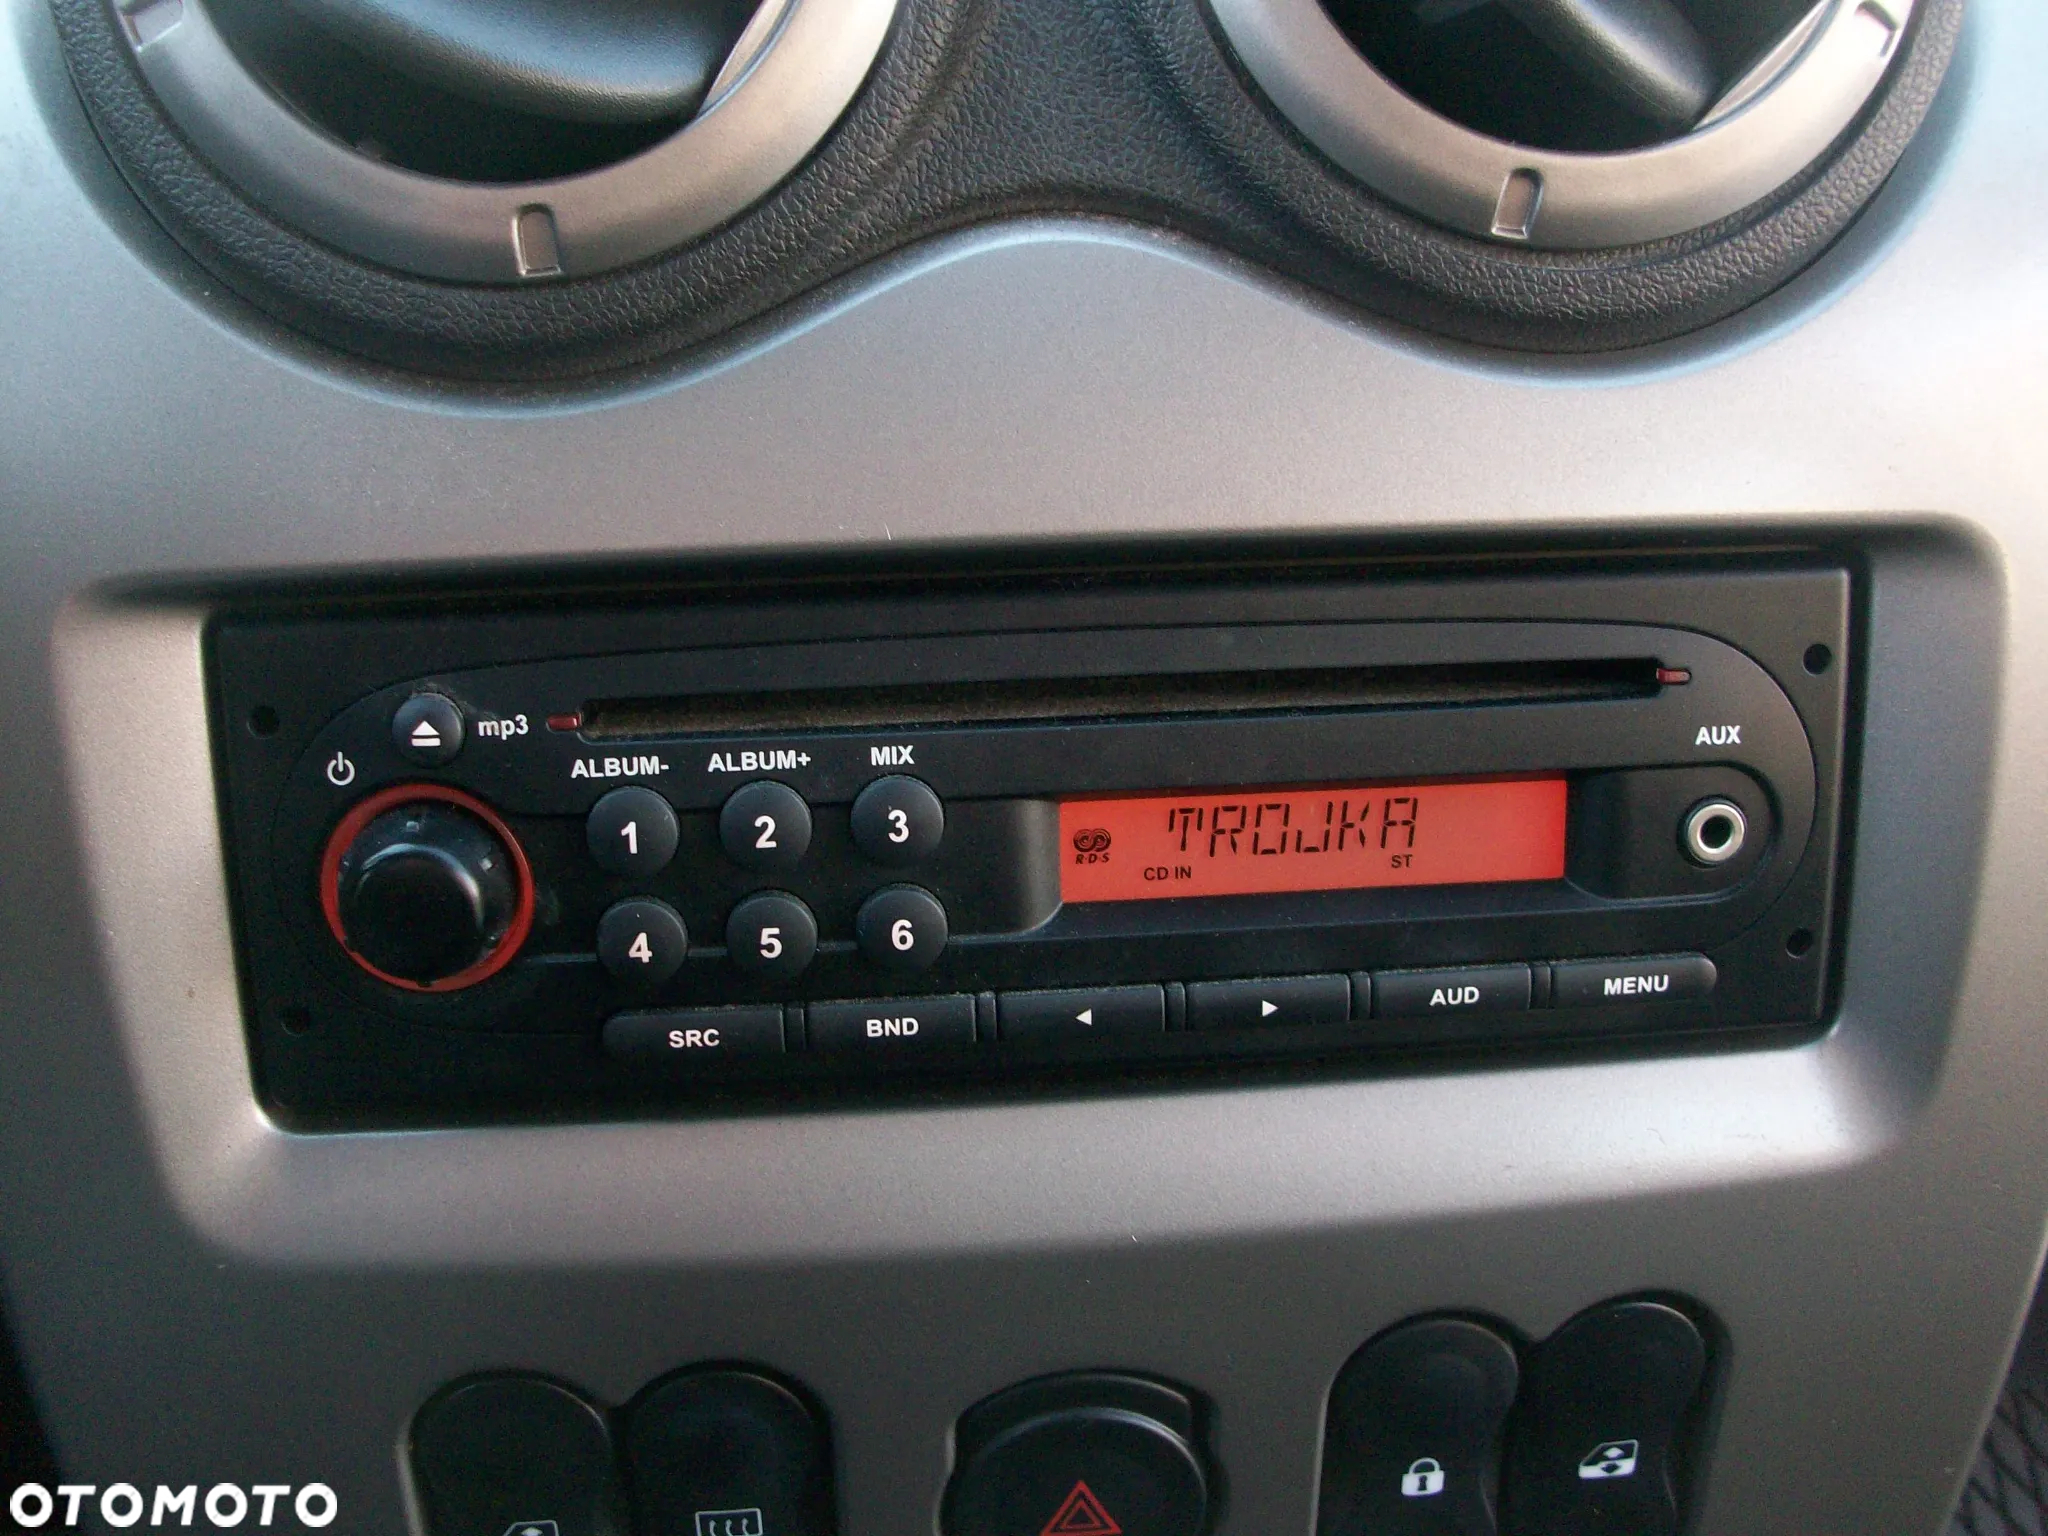 mp3
AUX
ALBUM- ALBUM+ MIX
1 2 3
TROJKA
R·D·S
CD IN ST
4 5 6
SRC BND AUD MENU
OTOMOTO